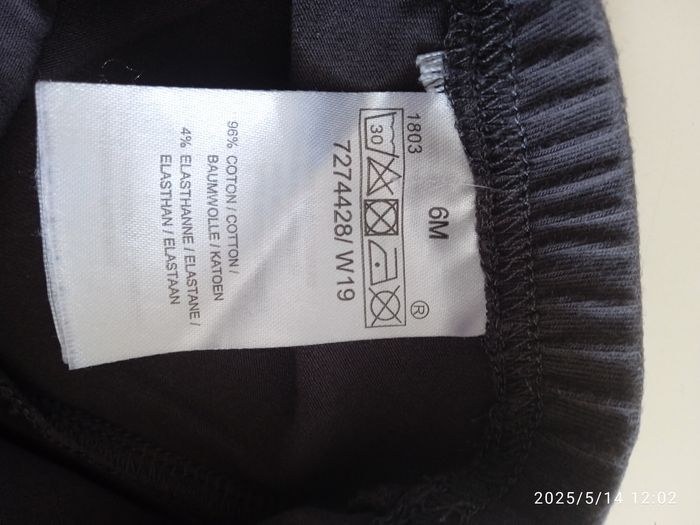 6M
®
1803
30
7274428/ W19
96% COTON / COTTON /
BAUMWOLLE / KATOEN
4% ELASTHANNE / ELASTANE /
ELASTHAN / ELASTAAN
2025/5/14 12:02